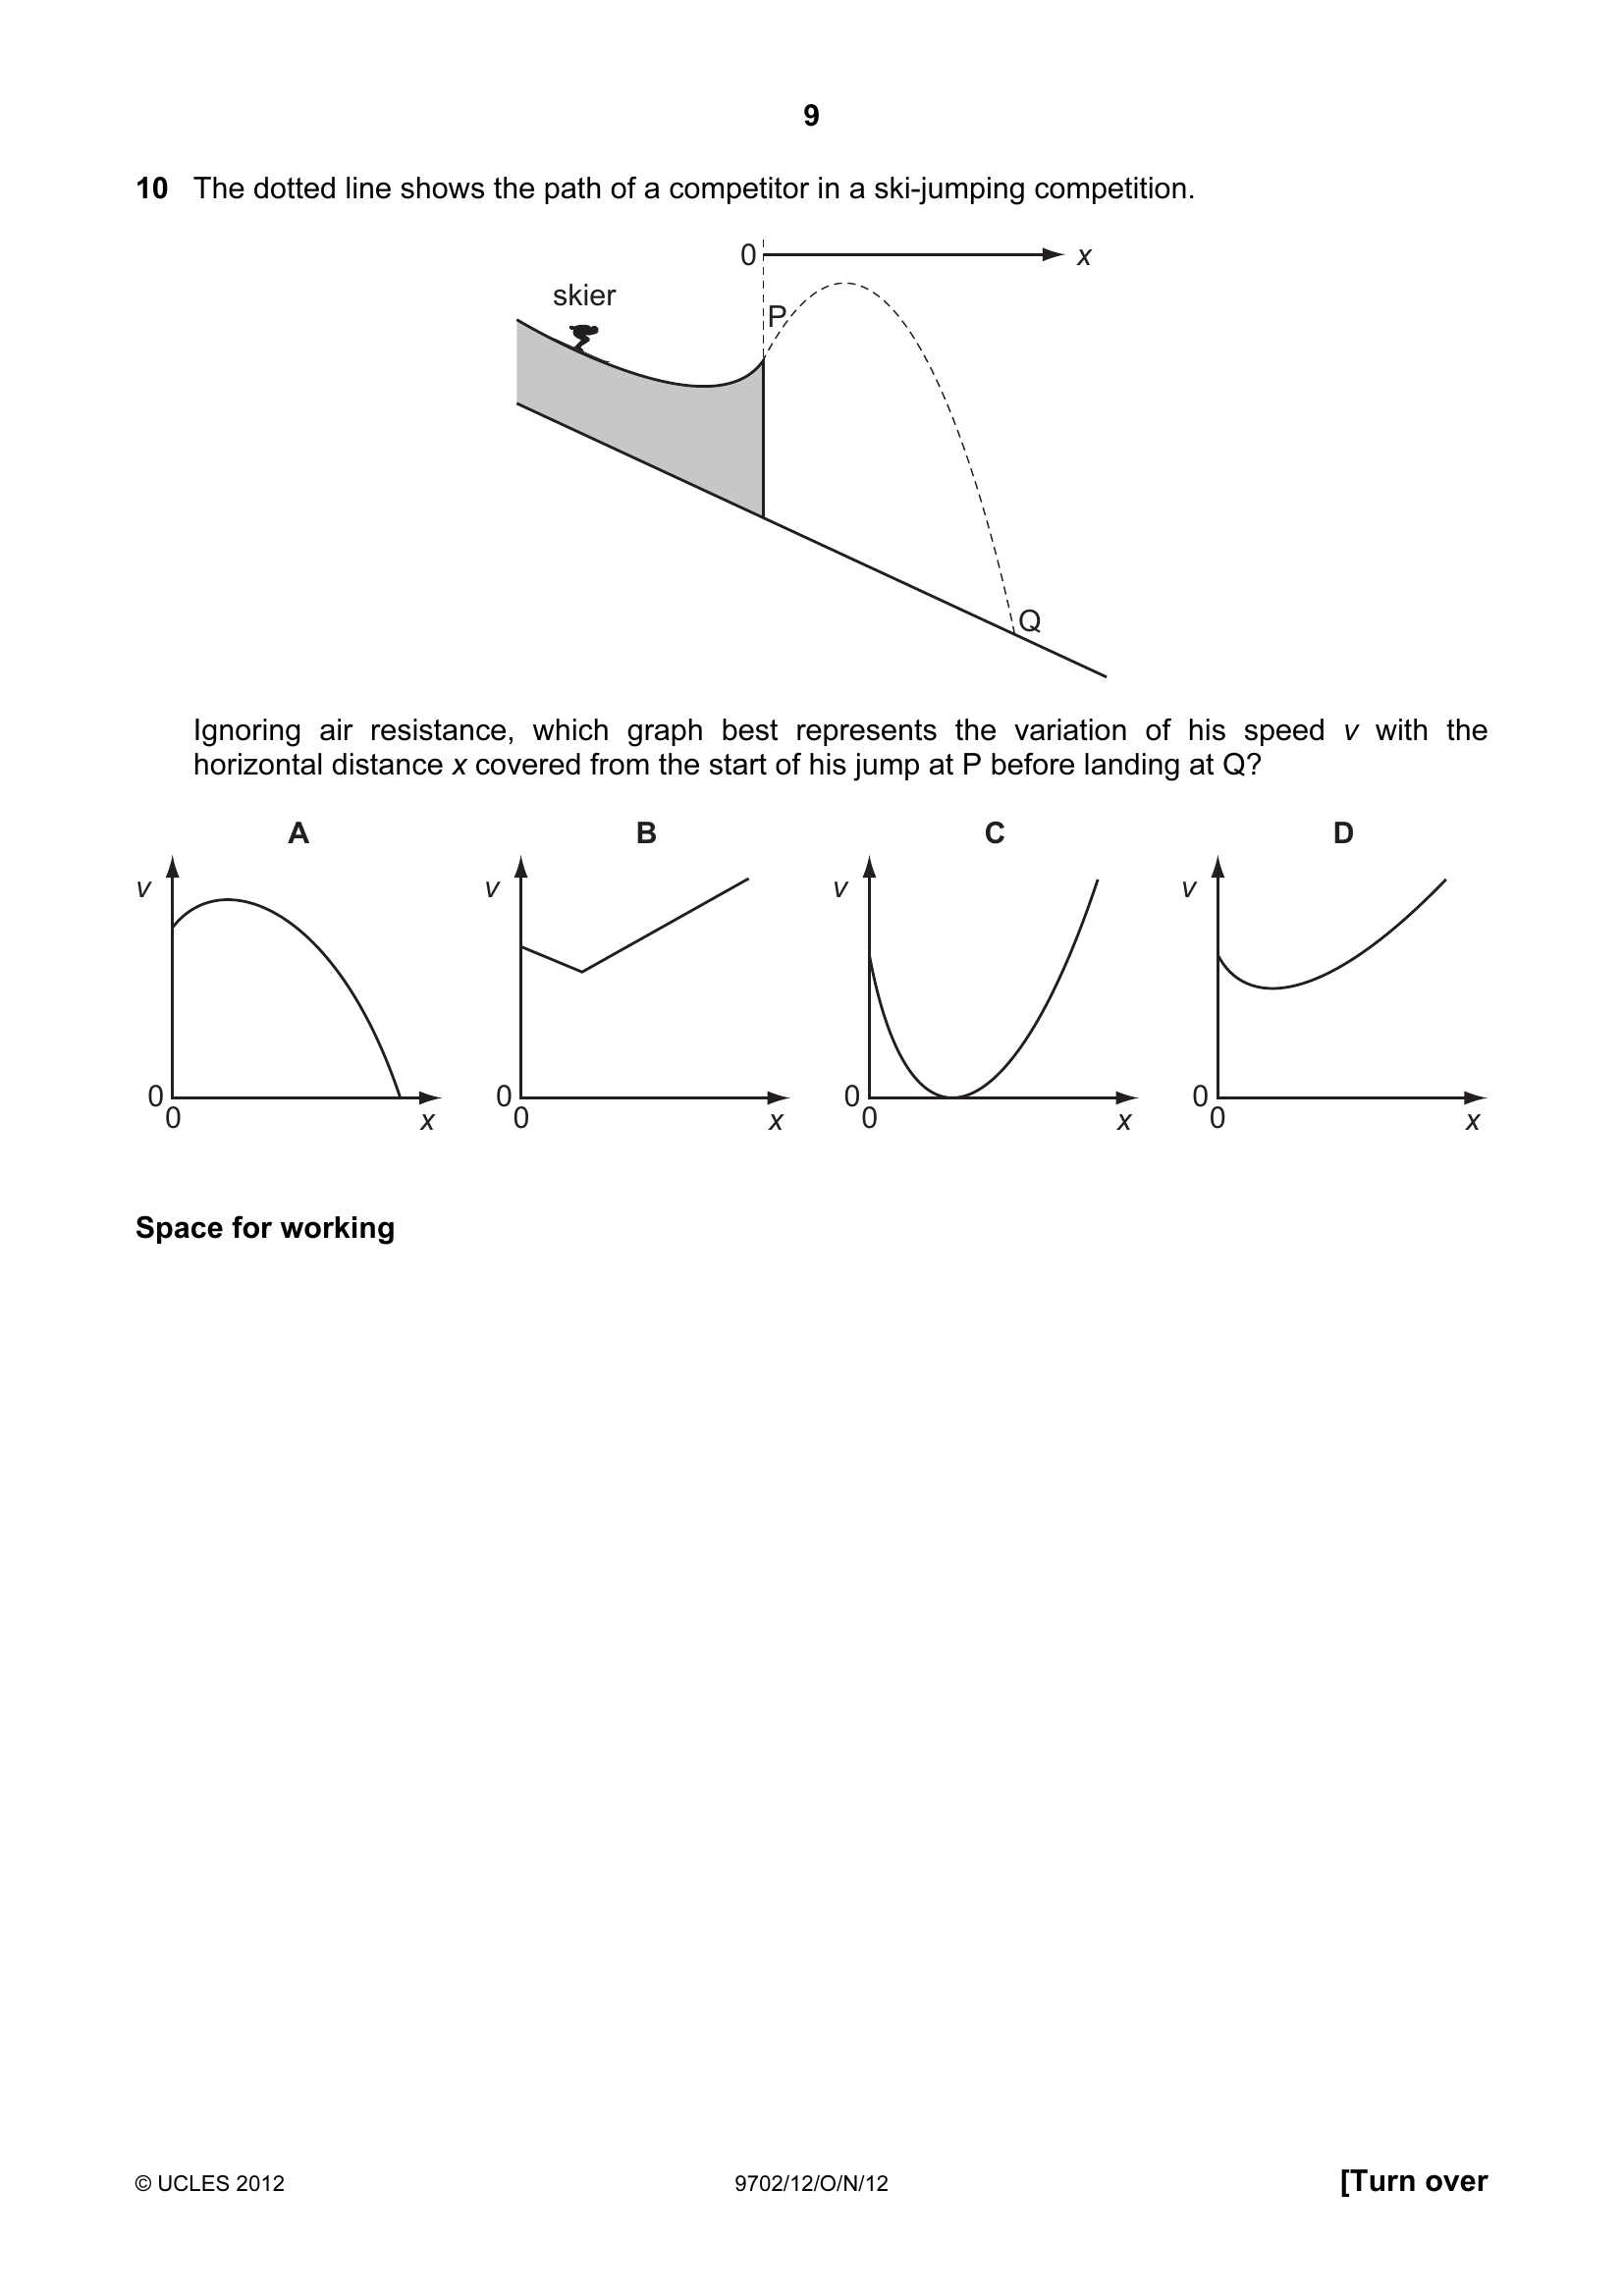 9
10 The dotted line shows the path of a competitor in a ski-jumping competition.
0 x
skier
P
Q
Ignoring air resistance, which graph best represents the variation of his speed v with the
horizontal distance x covered from the start of his jump at P before landing at Q?
A B C D
v v v v
0 0 0 0
0 x 0 x 0 x 0 x
Space for working
© UCLES 2012 9702/12/O/N/12 [Turn over